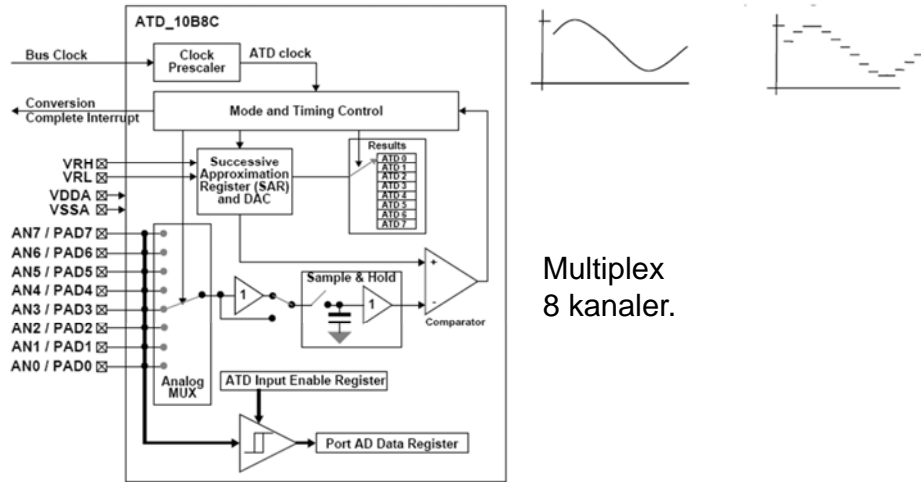 ATD_10B8C
Bus Clock
Clock
Prescaler
ATD clock
Conversion
Complete Interrupt
Mode and Timing Control
VRH
VRL
VDDA
VSSA
Successive
Approximation
Register (SAR)
and DAC
Results
ATD 0
ATD 1
ATD 2
ATD 3
ATD 4
ATD 5
ATD 6
ATD 7
AN7 / PAD7
AN6 / PAD6
AN5 / PAD5
AN4 / PAD4
AN3 / PAD3
AN2 / PAD2
AN1 / PAD1
AN0 / PAD0
Analog
MUX
1
Sample & Hold
1
+
-
Comparator
ATD Input Enable Register
Port AD Data Register
Multiplex
8 kanaler.